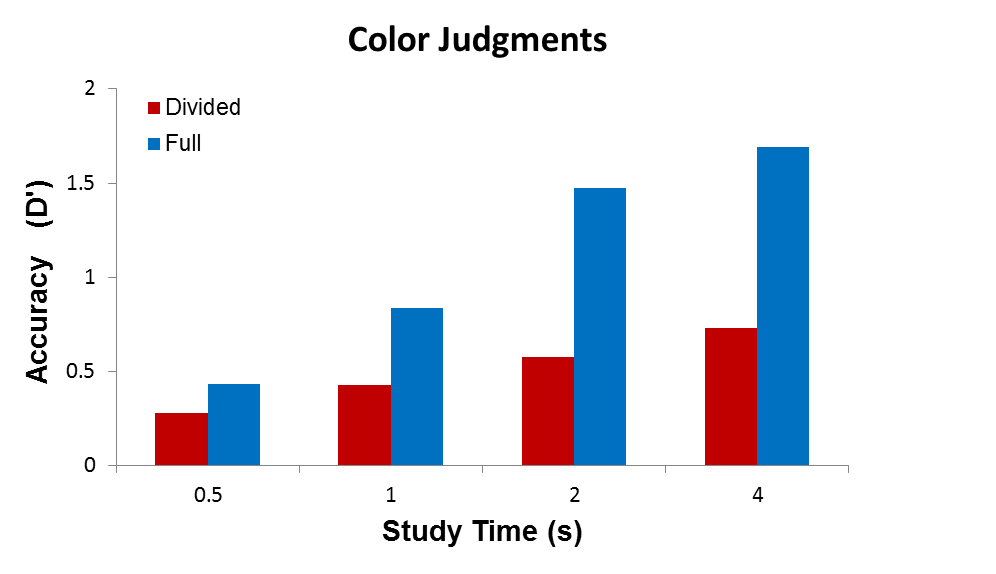 Color Judgments
2
1.5
1
0.5
0
Accuracy (D')
Divided
Full
0.5 1 2 4
Study Time (s)